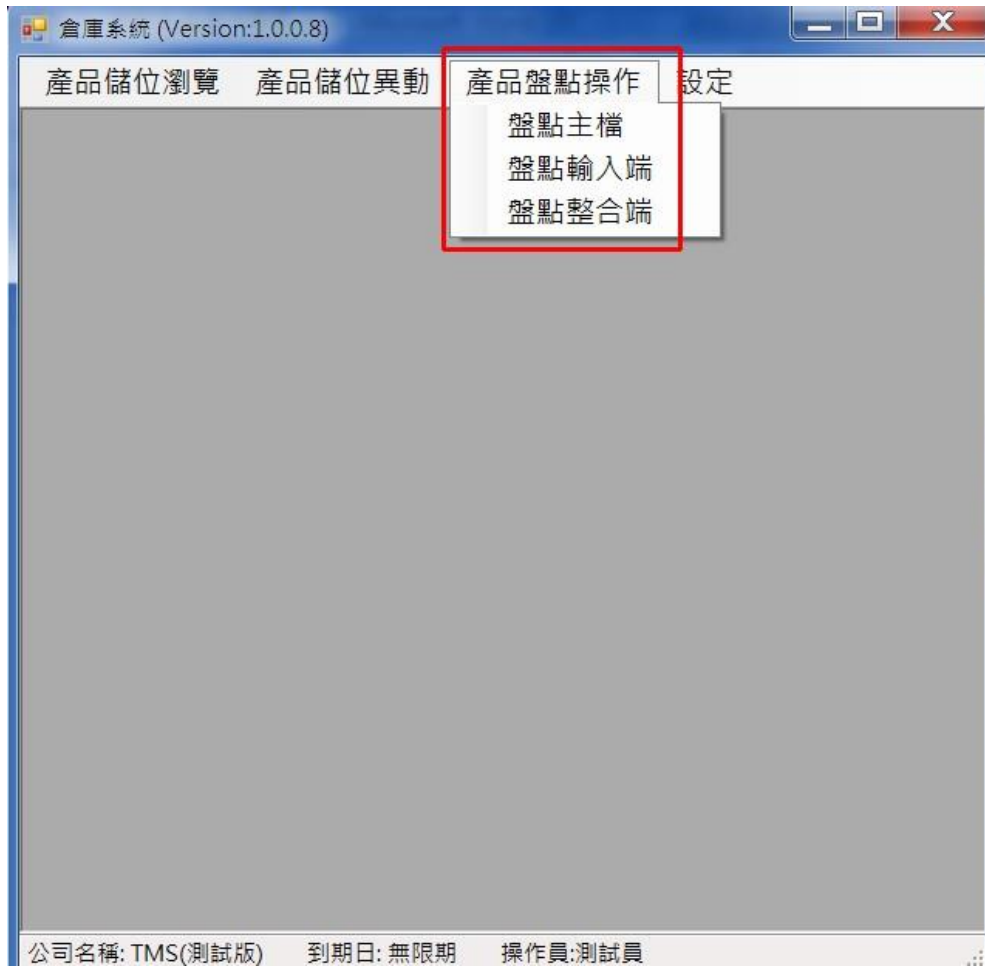 倉庫系統 (Version:1.0.0.8)
產品儲位瀏覽 產品儲位異動 產品盤點操作 設定
盤點主檔
盤點輸入端
盤點整合端
公司名稱: TMS(測試版) 到期日: 無限期 操作員:測試員